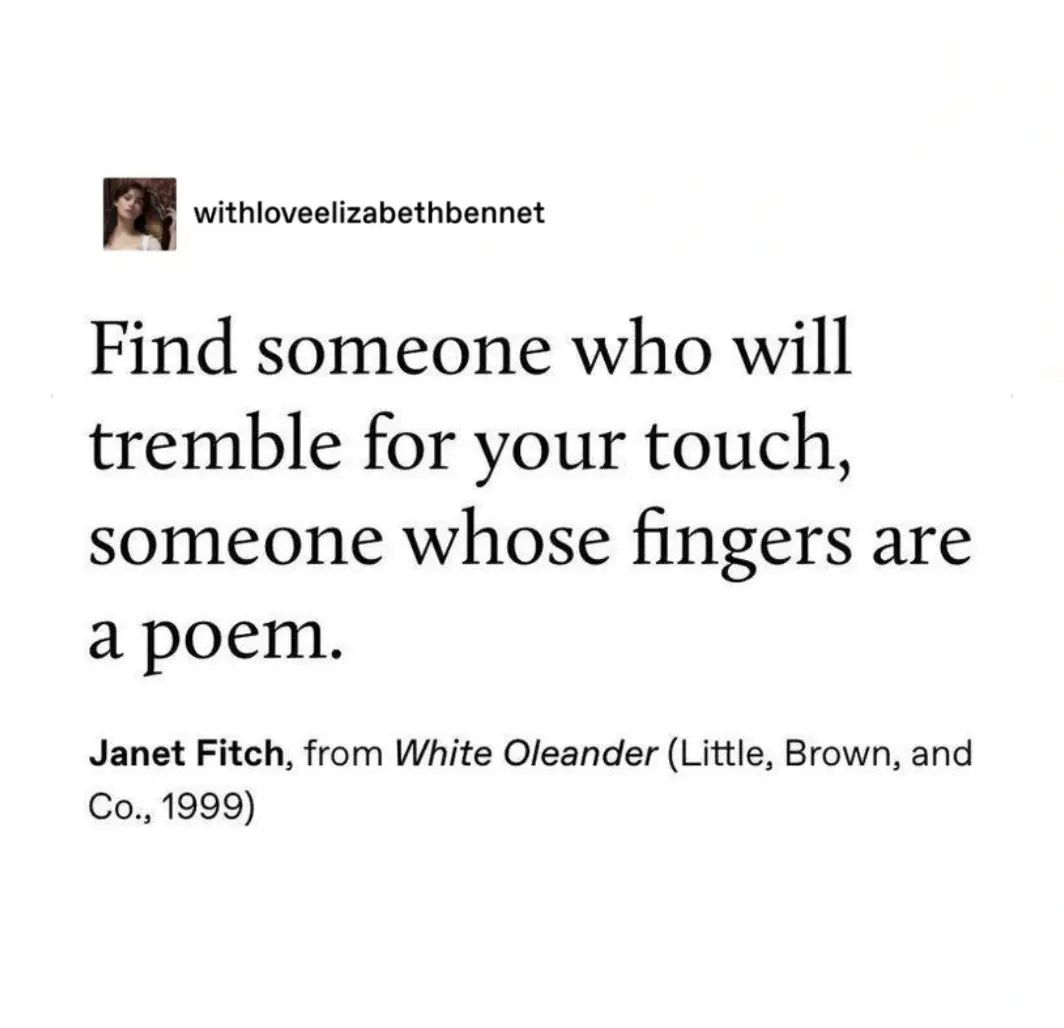 withloveelizabethbennet
Find someone who will
tremble for your touch,
someone whose fingers are
a poem.
Janet Fitch, from White Oleander (Little, Brown, and
Co., 1999)